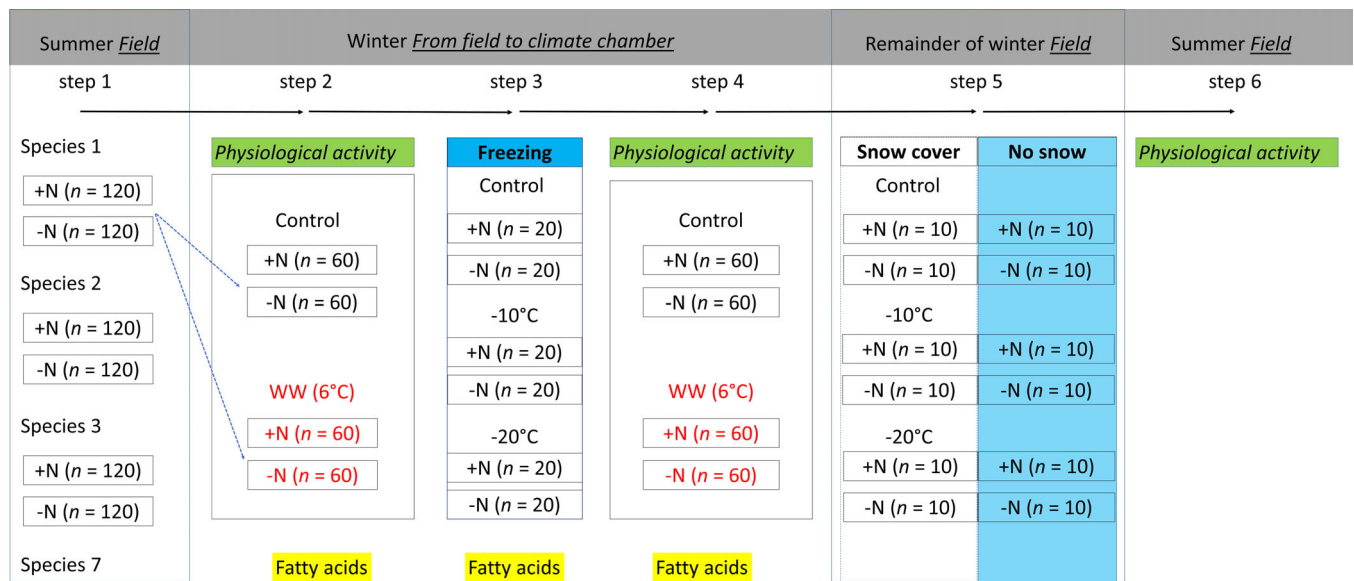 Summer Field
Winter From field to climate chamber
Remainder of winter Field
Summer Field
step 1
step 2
step 3
step 4
step 5
step 6
Species 1
+N (n = 120)
-N (n = 120)
Species 2
+N (n = 120)
-N (n = 120)
Species 3
+N (n = 120)
-N (n = 120)
Species 7
Physiological activity
Control
+N (n = 60)
-N (n = 60)
WW (6°C)
+N (n = 60)
-N (n = 60)
Fatty acids
Freezing
Control
+N (n = 20)
-N (n = 20)
-10°C
+N (n = 20)
-N (n = 20)
-20°C
+N (n = 20)
-N (n = 20)
Fatty acids
Physiological activity
Control
+N (n = 60)
-N (n = 60)
WW (6°C)
+N (n = 60)
-N (n = 60)
Fatty acids
Snow cover
Control
+N (n = 10)
-N (n = 10)
-10°C
+N (n = 10)
-N (n = 10)
-20°C
+N (n = 10)
-N (n = 10)
No snow
+N (n = 10)
-N (n = 10)
+N (n = 10)
-N (n = 10)
+N (n = 10)
-N (n = 10)
Physiological activity